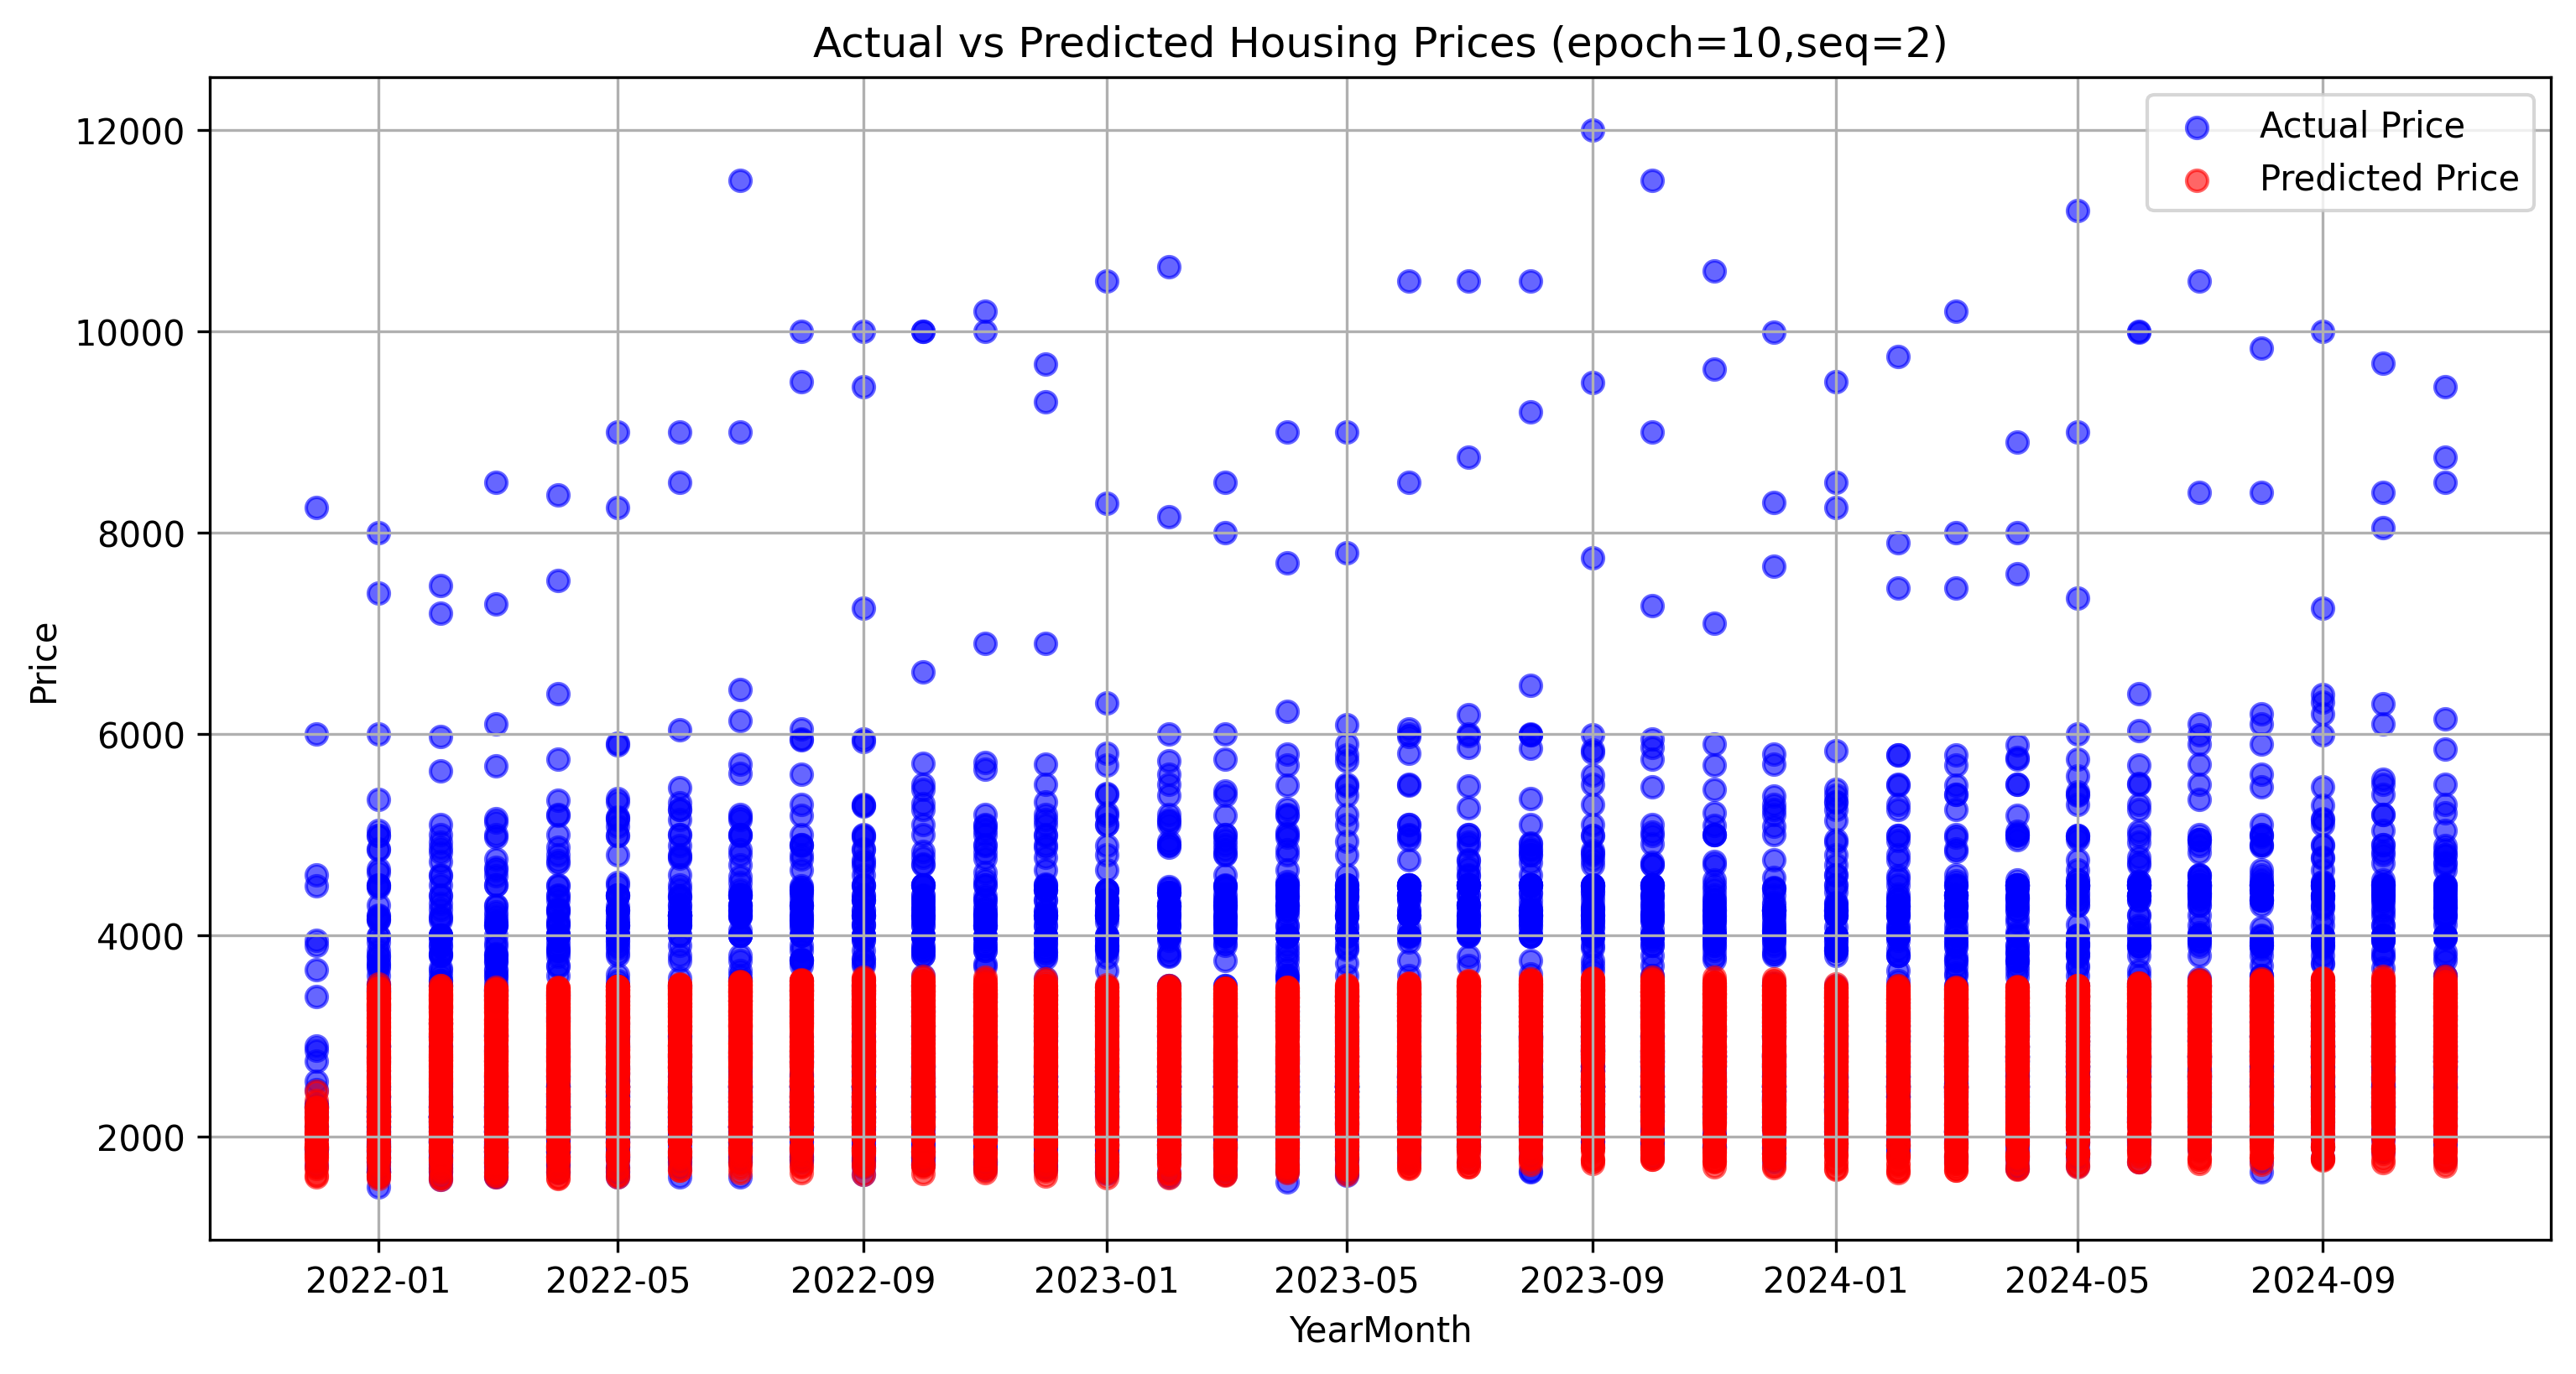 Actual vs Predicted Housing Prices (epoch=10,seq=2)
Actual Price
Predicted Price
12000
10000
8000
6000
4000
2000
Price
2022-01 2022-05 2022-09 2023-01 2023-05 2023-09 2024-01 2024-05 2024-09
YearMonth